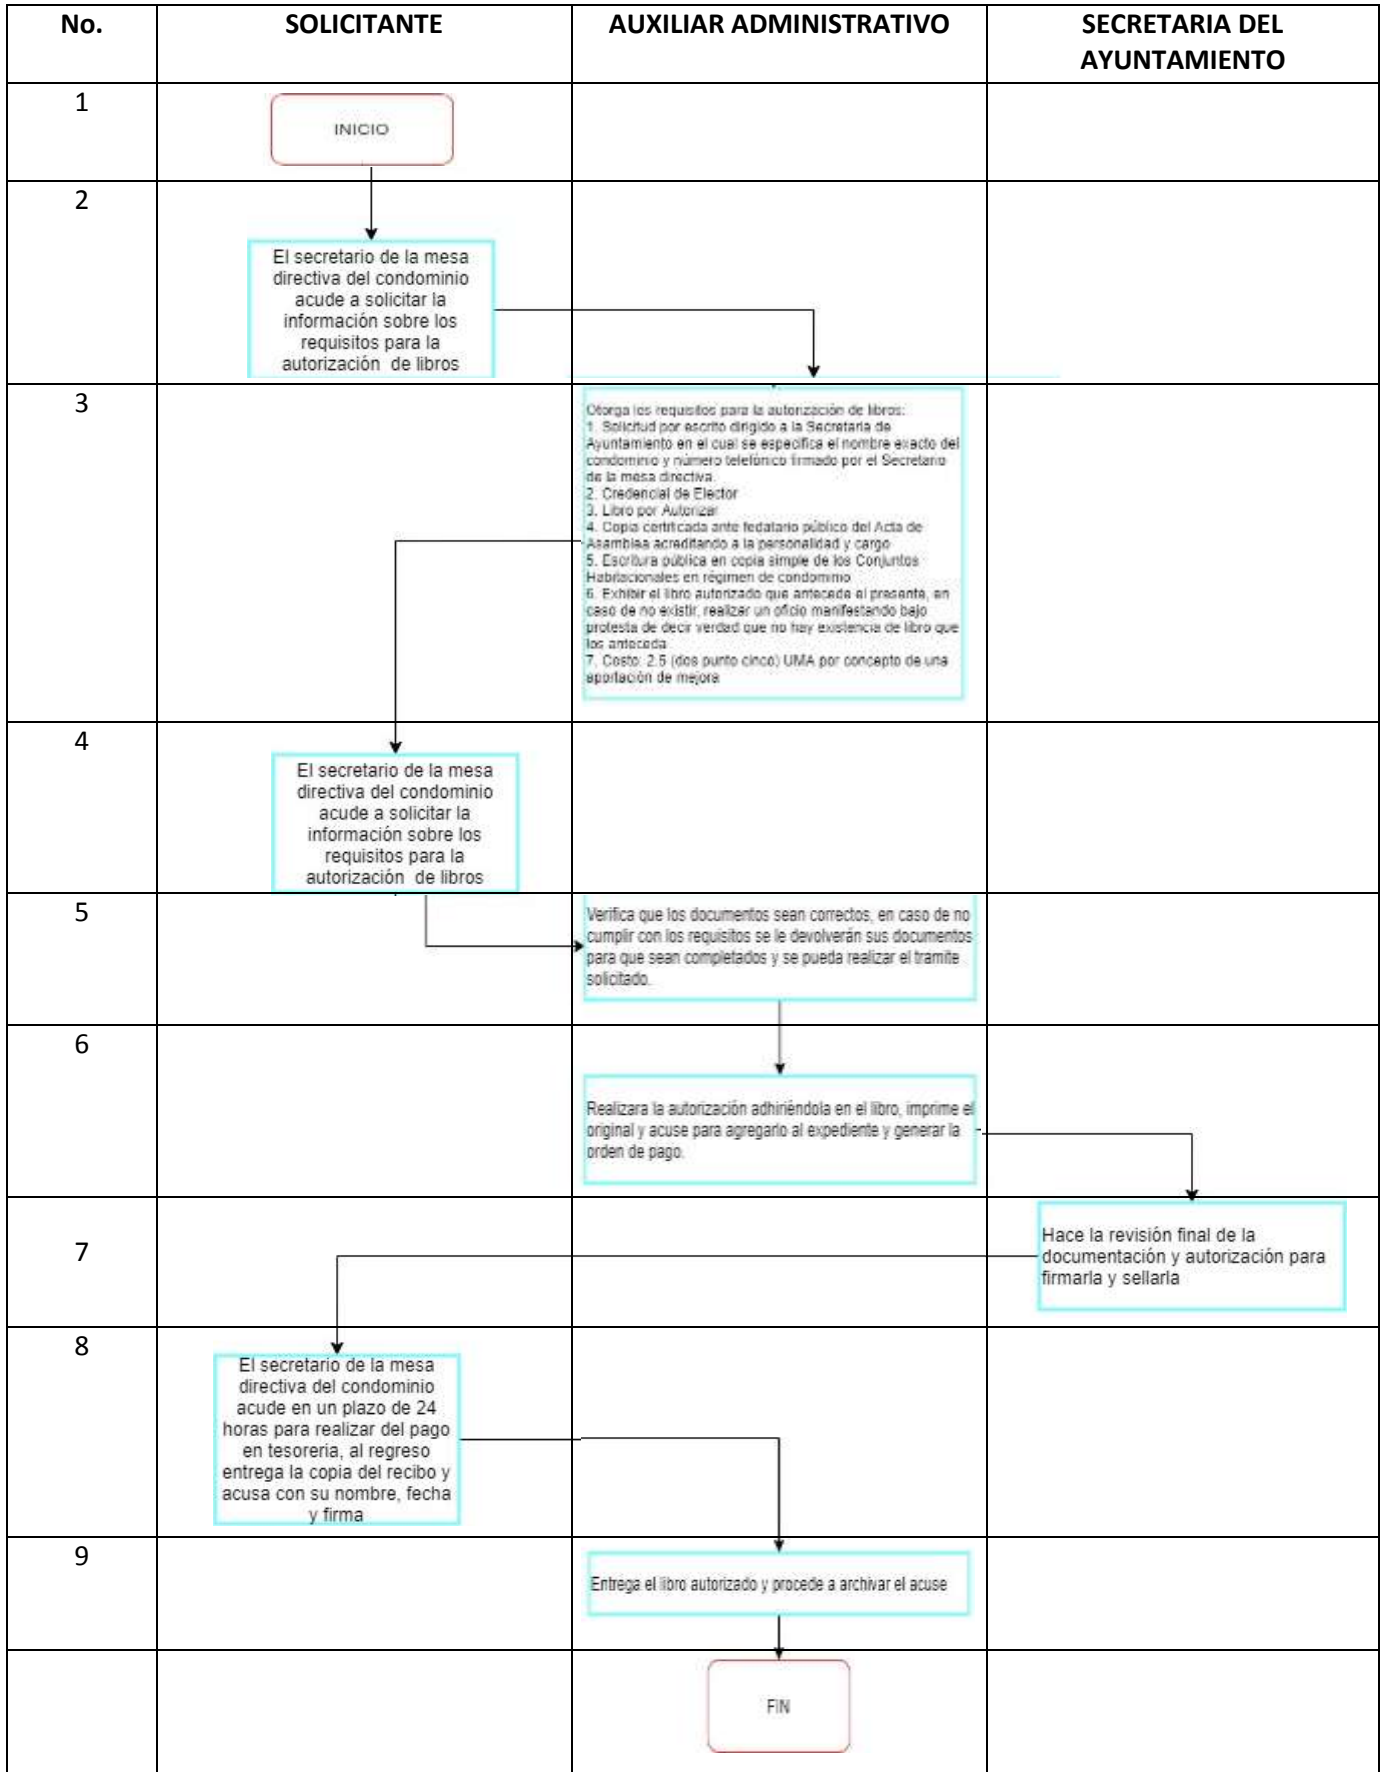 No.
SOLICITANTE
AUXILIAR ADMINISTRATIVO
SECRETARIA DEL
AYUNTAMIENTO
1
INICIO
2
El secretario de la mesa
directiva del condominio
acude a solicitar la
información sobre los
requisitos para la
autorización de libros
3
Otorga los requisitos para la autorización de libros:
1. Solicitud por escrito dirigido a la Secretaria de
Ayuntamiento en el cual se especifica el nombre exacto del
condominio y número telefónico firmado por el Secretario
de la mesa directiva.
2. Credencial de Elector
3. Libro por Autorizar
4. Copia certificada ante fedatario público del Acta de
Asamblea acreditando a la personalidad y cargo
5. Escritura pública en copia simple de los Conjuntos
Habitacionales en régimen de condominio
6. Exhibir el libro autorizado que antecede el presente, en
caso de no existir, realizar un oficio manifestando bajo
protesta de decir verdad que no hay existencia de libro que
los anteceda
7. Costo: 2.5 (dos punto cinco) UMA por concepto de una
aportación de mejora
4
El secretario de la mesa
directiva del condominio
acude a solicitar la
información sobre los
requisitos para la
autorización de libros
5
Verifica que los documentos sean correctos, en caso de no
cumplir con los requisitos se le devolverán sus documentos
para que sean completados y se pueda realizar el tramite
solicitado.
6
Realizara la autorización adhiriéndola en el libro, imprime el
original y acuse para agregarlo al expediente y generar la
orden de pago.
7
Hace la revisión final de la
documentación y autorización para
firmarla y sellarla
8
El secretario de la mesa
directiva del condominio
acude en un plazo de 24
horas para realizar del pago
en tesoreria, al regreso
entrega la copia del recibo y
acusa con su nombre, fecha
y firma
9
Entrega el libro autorizado y procede a archivar el acuse
FIN